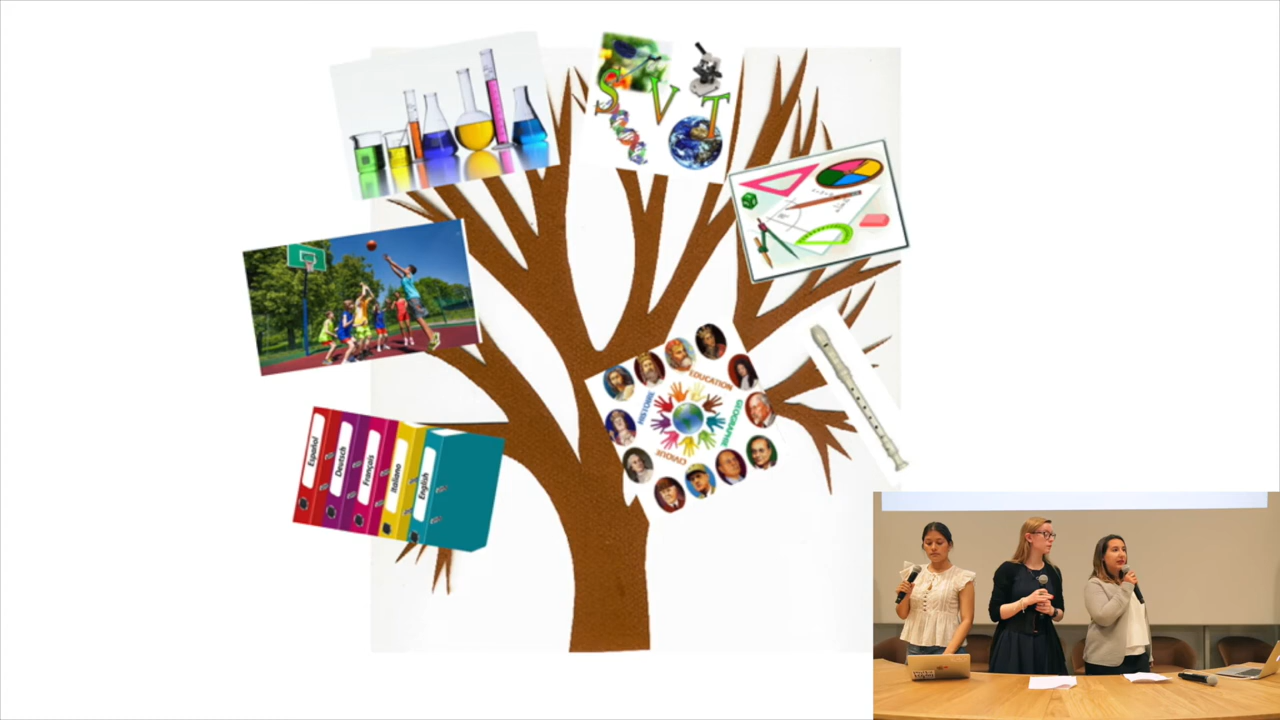 SVT
HISTOIRE
EDUCATION
GEOGRAPHIE
CIVIQUE
Español
Deutsch
Français
Italiano
English